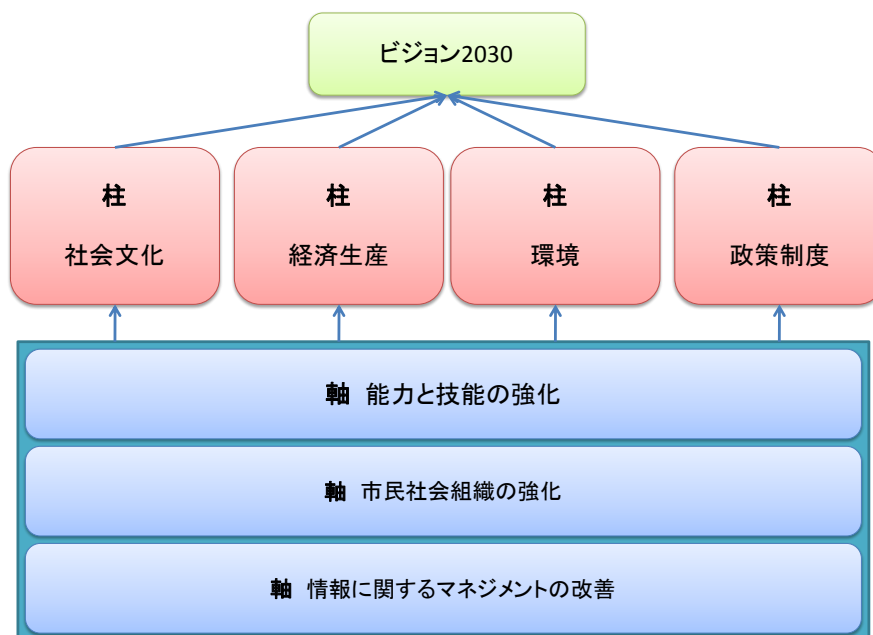 ビジョン2030
柱
社会文化
柱
経済生産
柱
環境
柱
政策制度
軸 能力と技能の強化
軸 市民社会組織の強化
軸 情報に関するマネジメントの改善